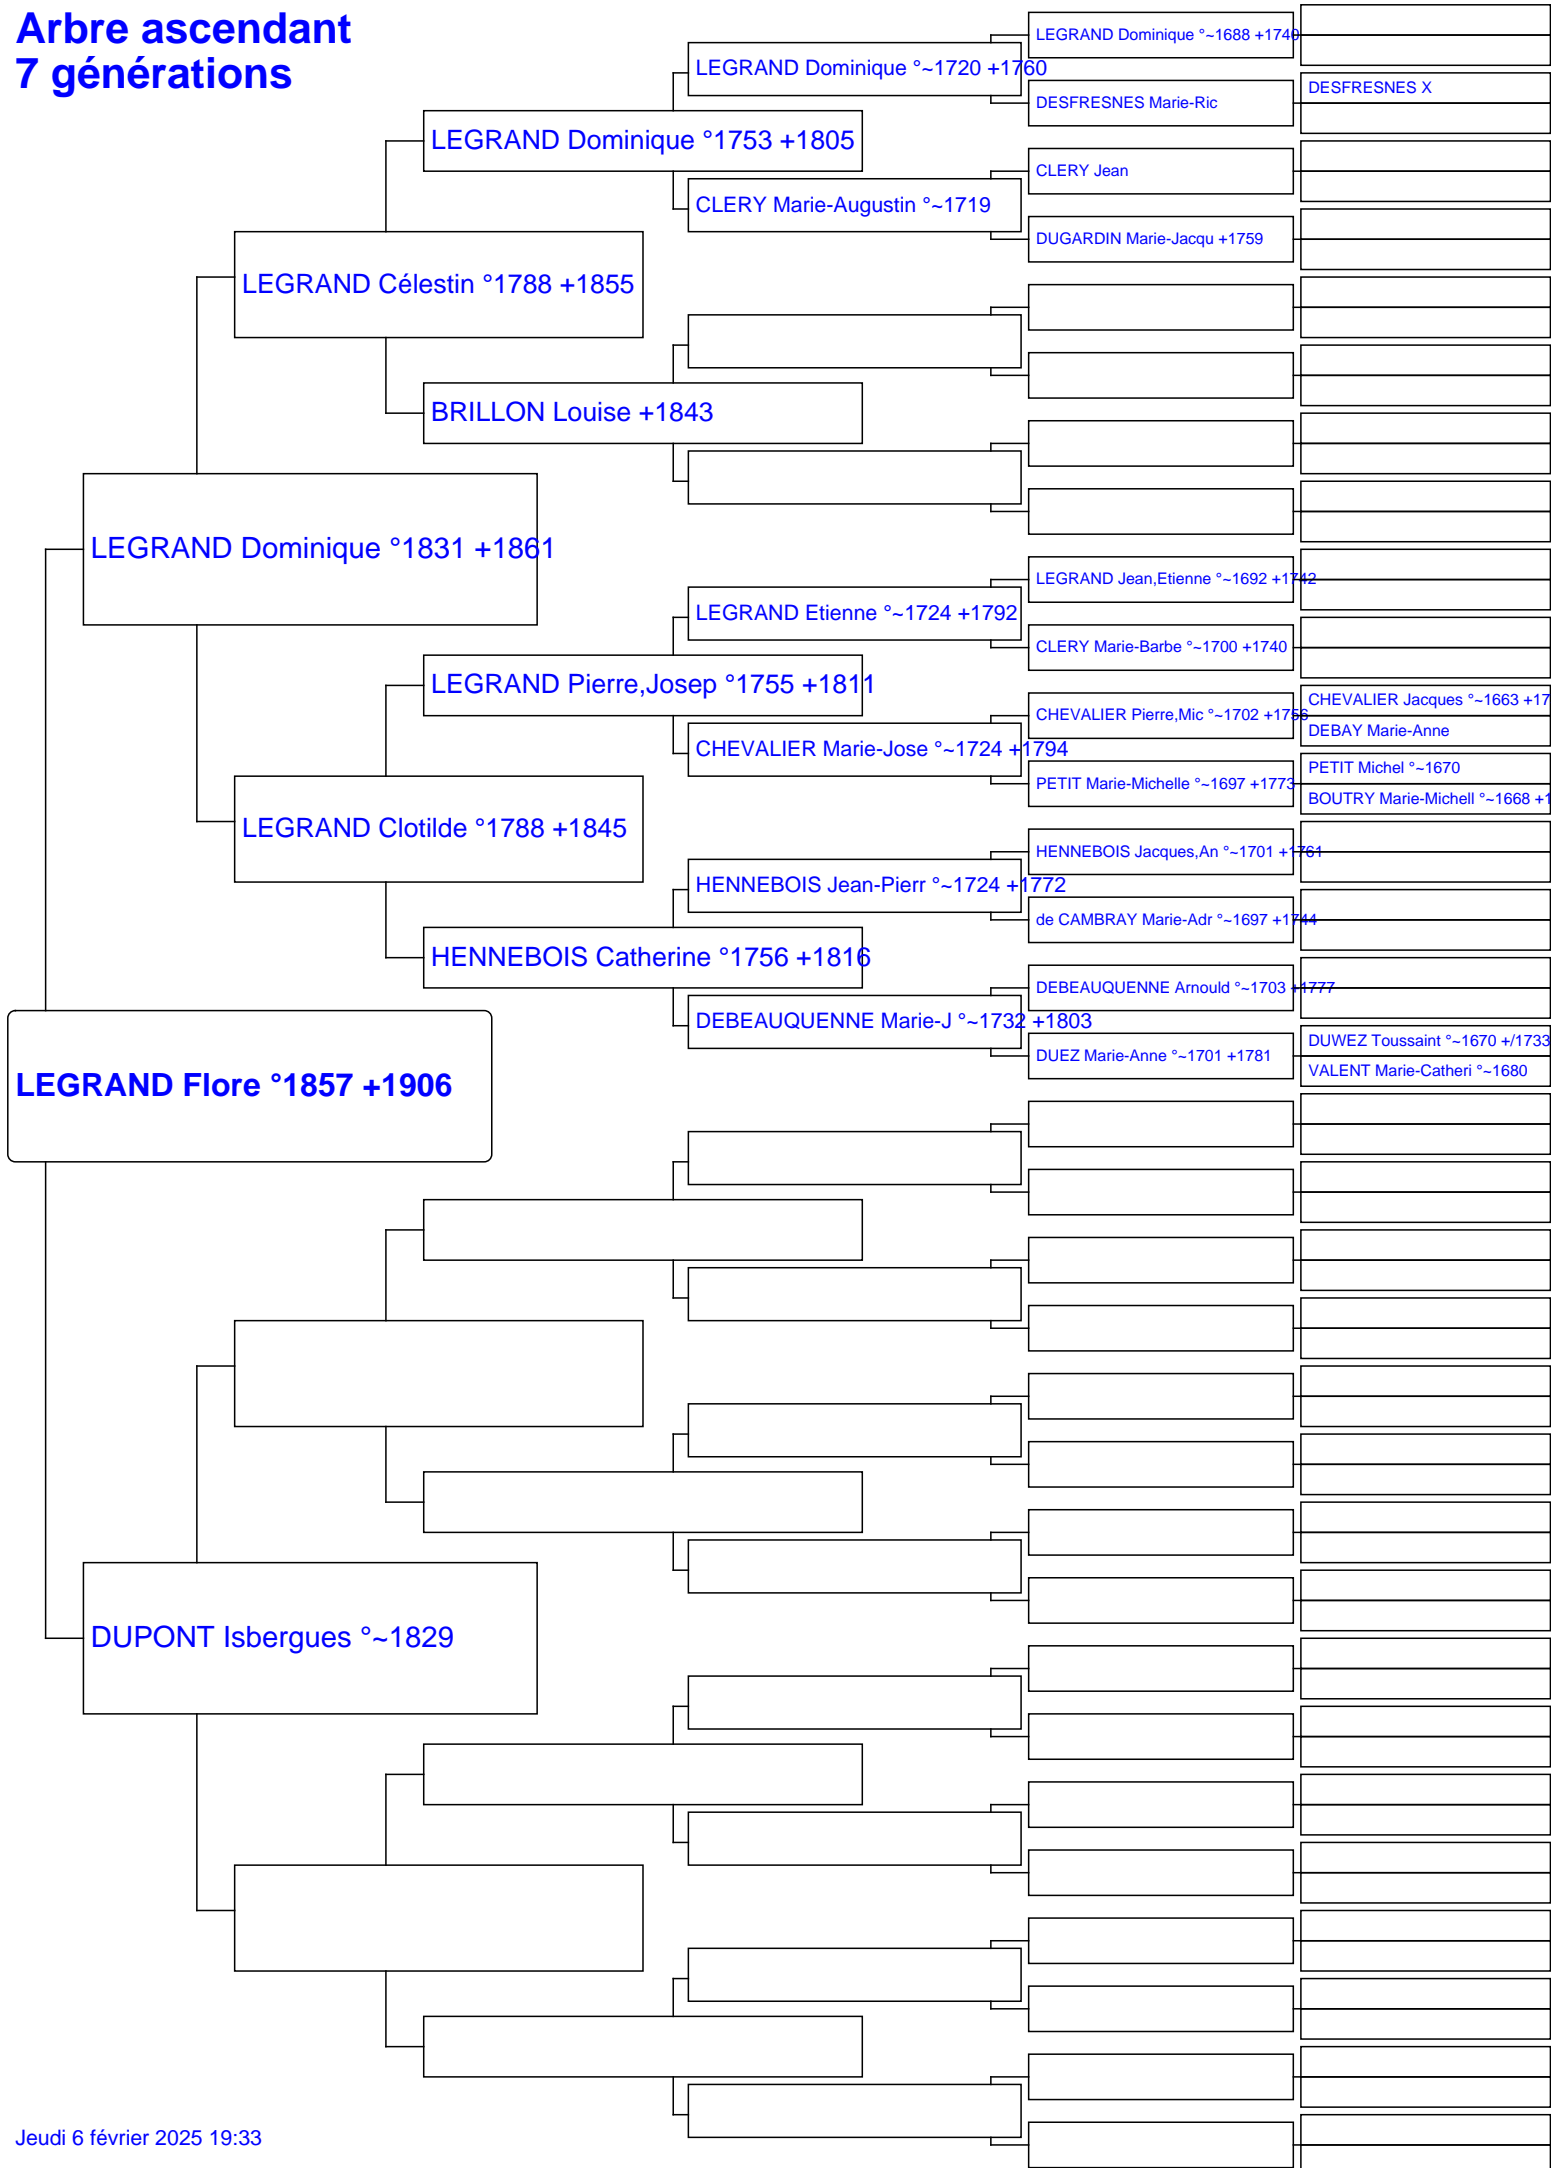 Arbre ascendant
7 générations
LEGRAND Flore °1857 +1906
LEGRAND Dominique °1831 +1861
DUPONT Isbergues °~1829
LEGRAND Célestin °1788 +1855
LEGRAND Clotilde °1788 +1845
LEGRAND Dominique °1753 +1805
BRILLON Louise +1843
LEGRAND Pierre,Josep °1755 +1811
HENNEBOIS Catherine °1756 +1816
LEGRAND Dominique °~1720 +1760
CLERY Marie-Augustin °~1719
LEGRAND Etienne °~1724 +1792
CHEVALIER Marie-Jose °~1724 +1794
HENNEBOIS Jean-Pierr °~1724 +1772
DEBEAUQUENNE Marie-J °~1732 +1803
LEGRAND Dominique °~1688 +1740
DESFRESNES Marie-Ric
CLERY Jean
DUGARDIN Marie-Jacqu +1759
LEGRAND Jean,Etienne °~1692 +1742
CLERY Marie-Barbe °~1700 +1740
CHEVALIER Pierre,Mic °~1702 +1756
PETIT Marie-Michelle °~1697 +1773
HENNEBOIS Jacques,An °~1701 +1761
de CAMBRAY Marie-Adr °~1697 +1744
DEBEAUQUENNE Arnould °~1703 +1777
DUEZ Marie-Anne °~1701 +1781
DESFRESNES X
CHEVALIER Jacques °~1663 +17
DEBAY Marie-Anne
PETIT Michel °~1670
BOUTRY Marie-Michell °~1668 +1
DUWEZ Toussaint °~1670 +/1733
VALENT Marie-Catheri °~1680
Jeudi 6 février 2025 19:33